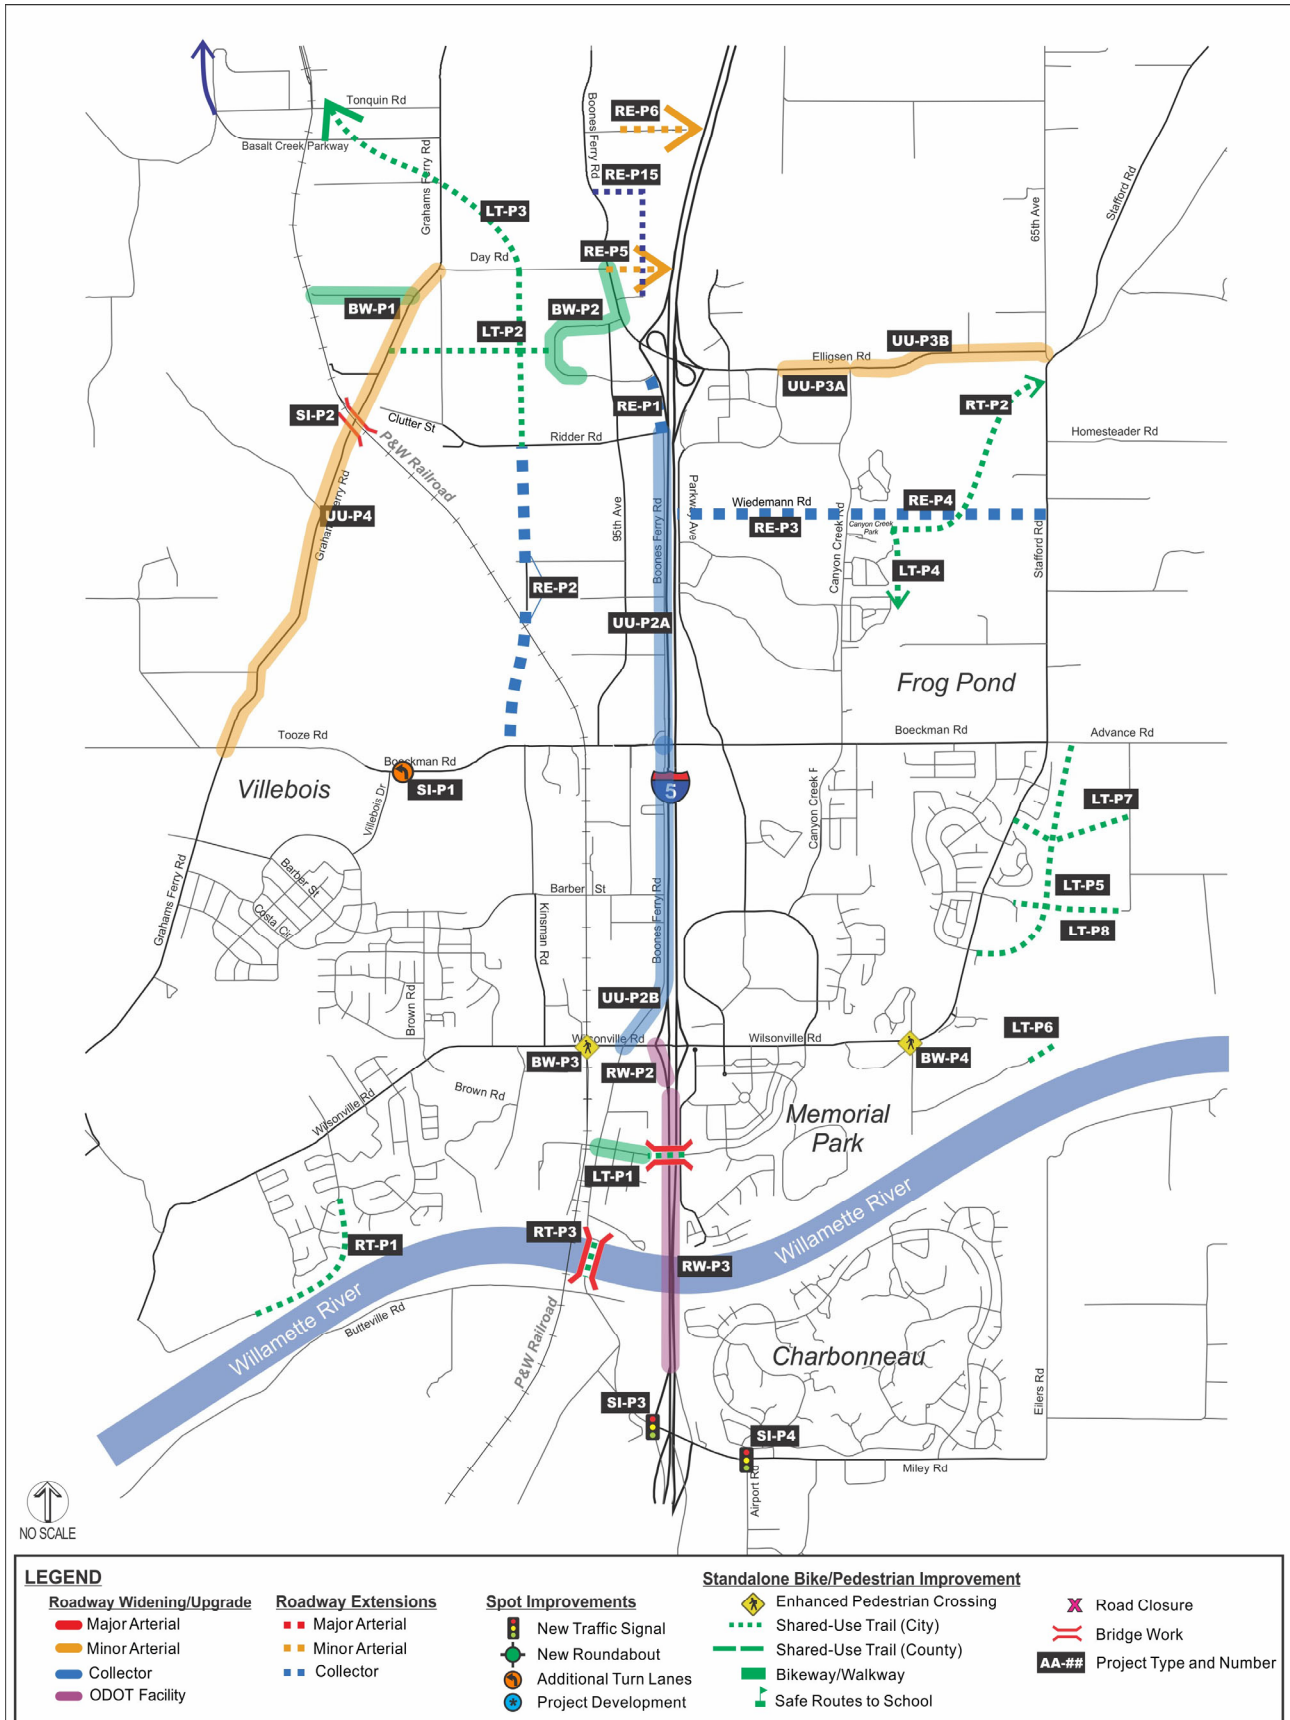 Tonquin Rd
Basalt Creek Parkway
Grahams Ferry Rd
Boones Ferry Rd
RE-P6
RE-P15
LT-P3
65th Ave
Stafford Rd
Day Rd
RE-P5
BW-P1
BW-P2
LT-P2
UU-P3B
Elligsen Rd
UU-P3A
RE-P1
RT-P2
SI-P2
Clutter St
P&W Railroad
Ridder Rd
Homesteader Rd
95th Ave
Boones Ferry Rd
Parkway Ave
Wiedemann Rd
RE-P4
RE-P3
Canyon Creek Rd
Canyon Creek
Park
Stafford Rd
Grahams Ferry Rd
UU-P4
LT-P4
RE-P2
UU-P2A
Frog Pond
Tooze Rd
Boeckman Rd
Advance Rd
Boeckman Rd
5
Villebois
SI-P1
Villebois Dr
LT-P7
Canyon Creek
Barber St
Costa Cir
Barber St
LT-P5
LT-P8
Grahams Ferry Rd
Kinsman Rd
Boones Ferry Rd
Brown Rd
UU-P2B
LT-P6
Wilsonville Rd
Wilsonville Rd
BW-P3
RW-P2
BW-P4
Brown Rd
Wilsonville Rd
Memorial
Park
LT-P1
RT-P1
RT-P3
RW-P3
Willamette River
Willamette River
Butteville Rd
P&W Railroad
Charbonneau
Eilers Rd
SI-P3
SI-P4
Miley Rd
Airport Rd
NO SCALE
LEGEND
Roadway Widening/Upgrade
Major Arterial
Minor Arterial
Collector
ODOT Facility
Roadway Extensions
Major Arterial
Minor Arterial
Collector
Spot Improvements
New Traffic Signal
New Roundabout
Additional Turn Lanes
Project Development
Standalone Bike/Pedestrian Improvement
Enhanced Pedestrian Crossing
Shared-Use Trail (City)
Shared-Use Trail (County)
Bikeway/Walkway
Safe Routes to School
X Road Closure
Bridge Work
AA-## Project Type and Number